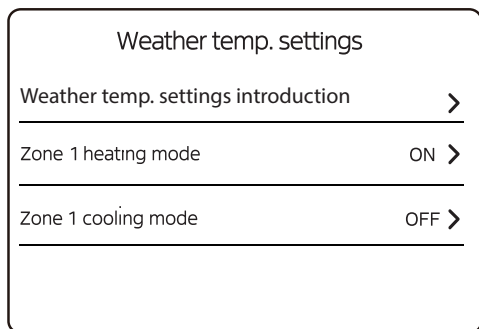 Weather temp. settings
Weather temp. settings introduction
Zone 1 heating mode ON
Zone 1 cooling mode OFF